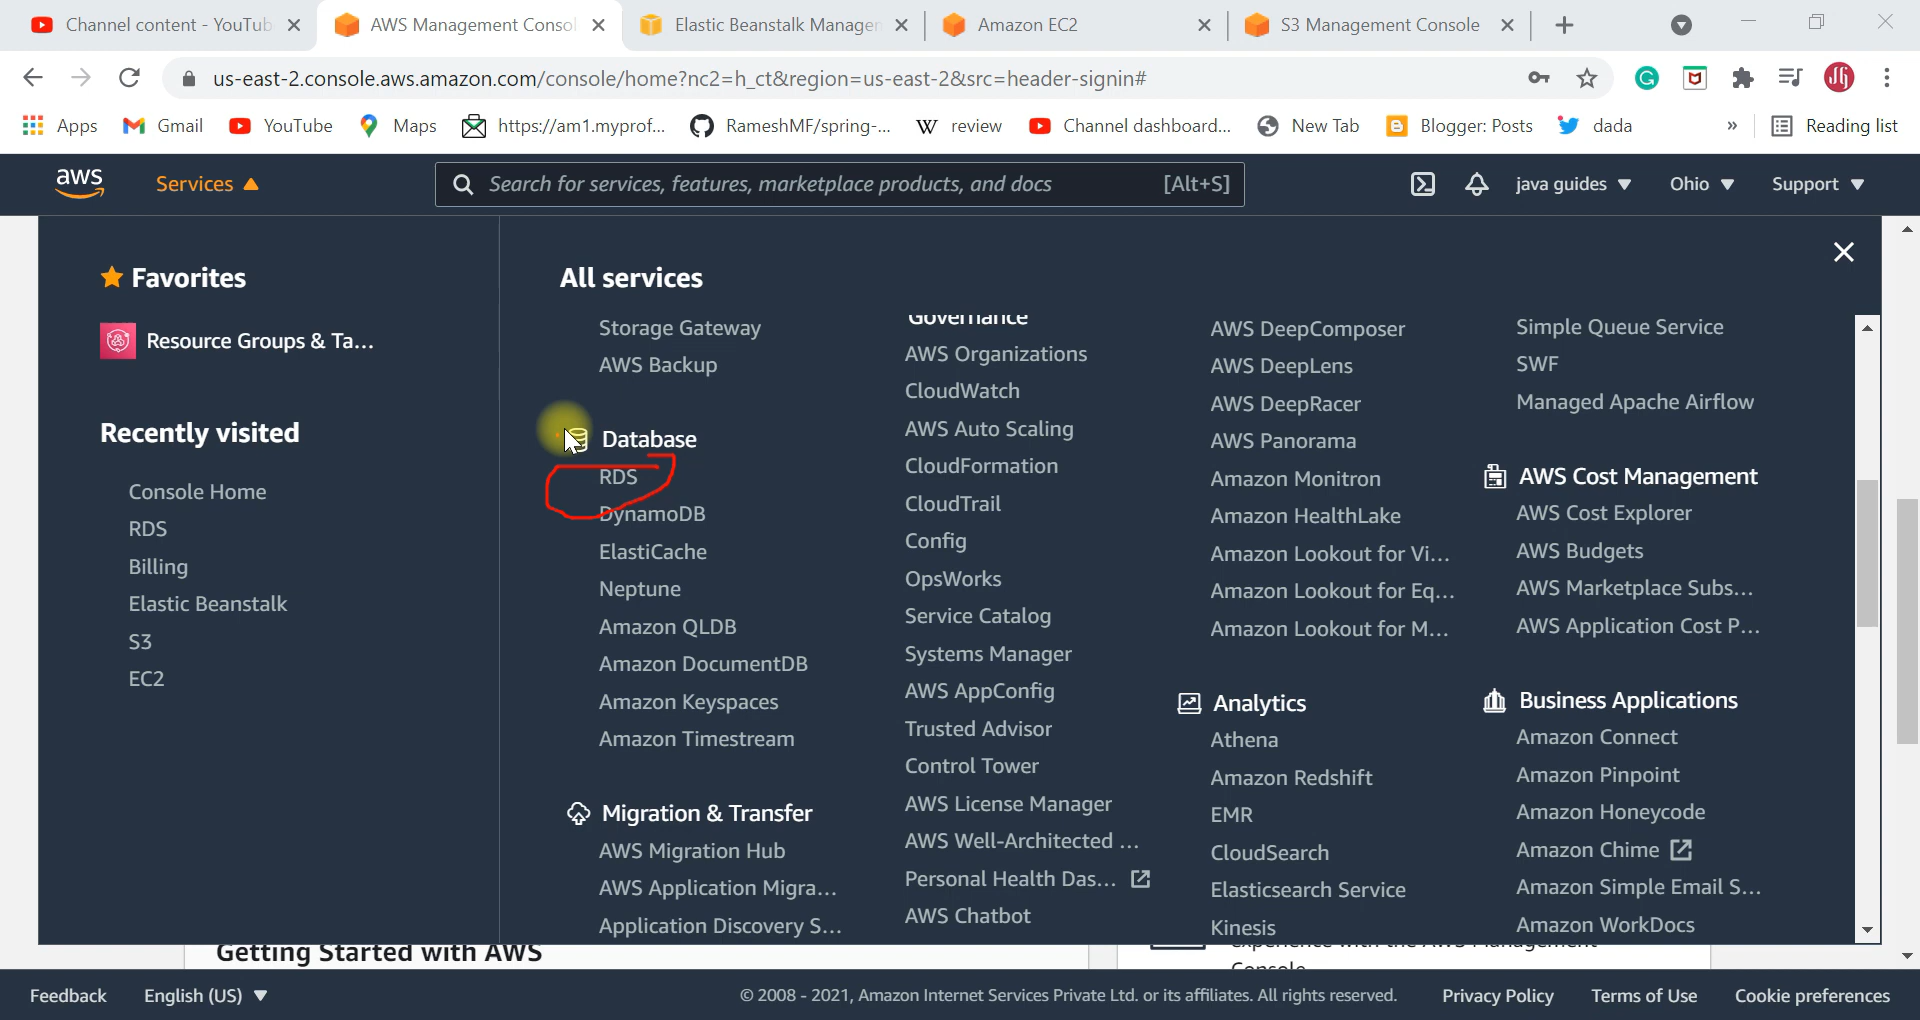 Channel content - YouTub
AWS Management Consol
Elastic Beanstalk Managem
Amazon EC2
S3 Management Console
us-east-2.console.aws.amazon.com/console/home?nc2=h_ct&region=us-east-2&src=header-signin#
Apps
Gmail
YouTube
Maps
https://am1.myprof...
RameshMF/spring-...
W review
Channel dashboard...
New Tab
Blogger: Posts
dada
»
Reading list
aws
Services
Search for services, features, marketplace products, and docs
[Alt+S]
java guides
Ohio
Support
Favorites
Resource Groups & Ta...
Recently visited
Console Home
RDS
Billing
Elastic Beanstalk
S3
EC2
All services
Storage Gateway
AWS Backup
Database
RDS
DynamoDB
ElastiCache
Neptune
Amazon QLDB
Amazon DocumentDB
Amazon Keyspaces
Amazon Timestream
Migration & Transfer
AWS Migration Hub
AWS Application Migra...
Application Discovery S...
Governance
AWS Organizations
CloudWatch
AWS Auto Scaling
CloudFormation
CloudTrail
Config
OpsWorks
Service Catalog
Systems Manager
AWS AppConfig
Trusted Advisor
Control Tower
AWS License Manager
AWS Well-Architected ...
Personal Health Das...
AWS Chatbot
AWS DeepComposer
AWS DeepLens
AWS DeepRacer
AWS Panorama
Amazon Monitron
Amazon HealthLake
Amazon Lookout for Vi...
Amazon Lookout for Eq...
Amazon Lookout for M...
Analytics
Athena
Amazon Redshift
EMR
CloudSearch
Elasticsearch Service
Kinesis
Simple Queue Service
SWF
Managed Apache Airflow
AWS Cost Management
AWS Cost Explorer
AWS Budgets
AWS Marketplace Subs...
AWS Application Cost P...
Business Applications
Amazon Connect
Amazon Pinpoint
Amazon Honeycode
Amazon Chime
Amazon Simple Email S...
Amazon WorkDocs
Getting Started with AWS
experience with the AWS Management
Console
Feedback
English (US)
© 2008 - 2021, Amazon Internet Services Private Ltd. or its affiliates. All rights reserved.
Privacy Policy
Terms of Use
Cookie preferences